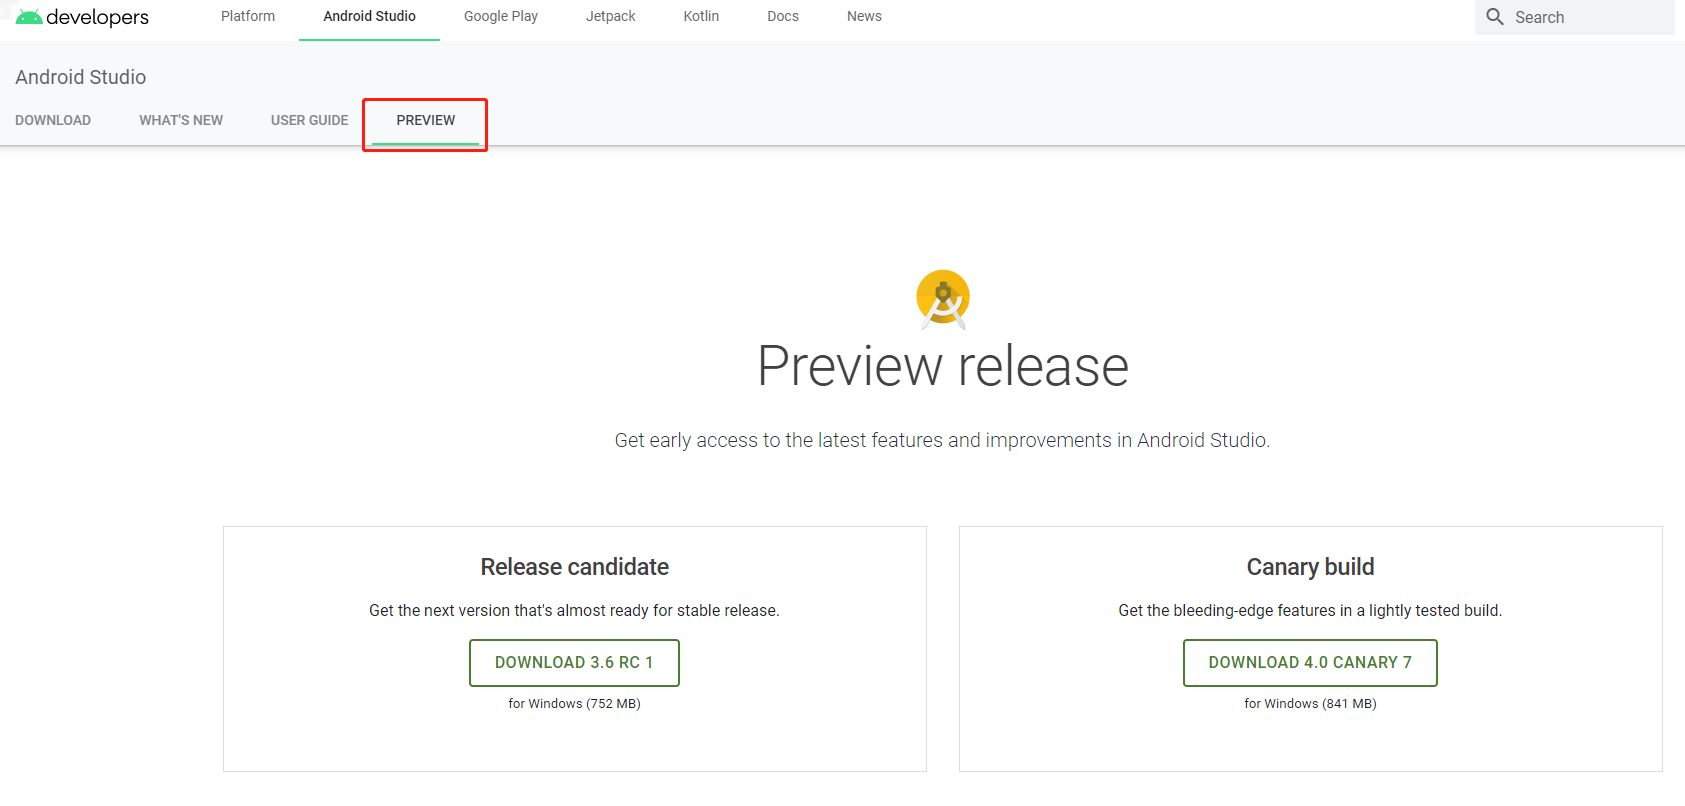 developers Platform Android Studio Google Play Jetpack Kotlin Docs News Search
Android Studio
DOWNLOAD WHAT'S NEW USER GUIDE PREVIEW
Preview release
Get early access to the latest features and improvements in Android Studio.
Release candidate
Get the next version that's almost ready for stable release.
DOWNLOAD 3.6 RC 1
for Windows (752 MB)
Canary build
Get the bleeding-edge features in a lightly tested build.
DOWNLOAD 4.0 CANARY 7
for Windows (841 MB)